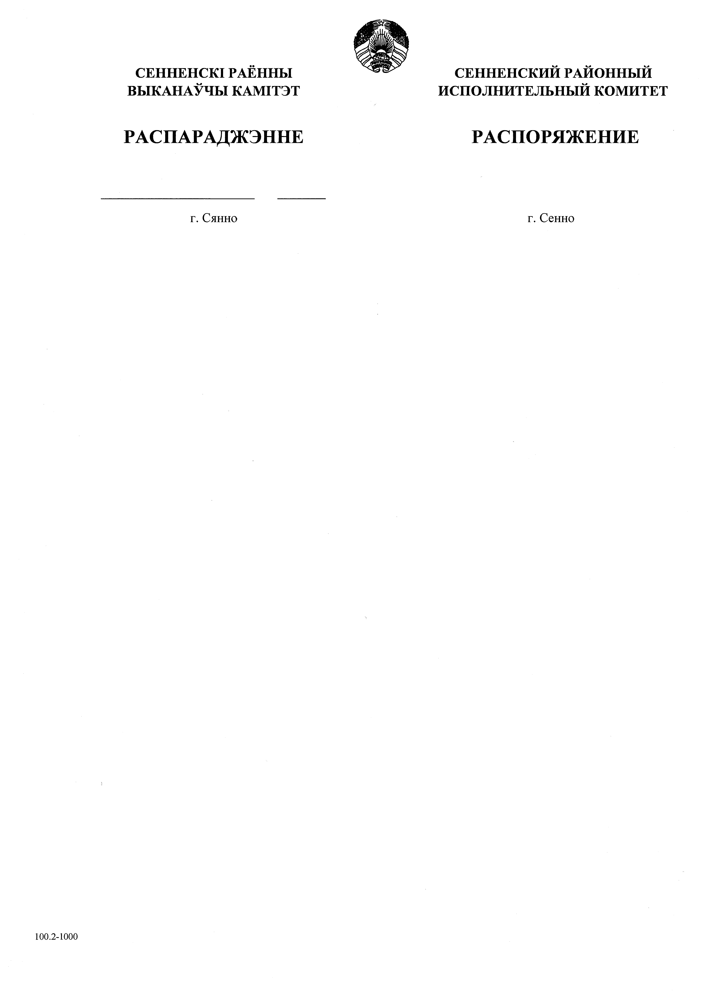 СЕННЕНСКІ РАЁННЫ
ВЫКАНАЎЧЫ КАМІТЭТ
РАСПАРАДЖЭННЕ
г. Сянно
СЕННЕНСКИЙ РАЙОННЫЙ
ИСПОЛНИТЕЛЬНЫЙ КОМИТЕТ
РАСПОРЯЖЕНИЕ
г. Сенно
100.2-1000